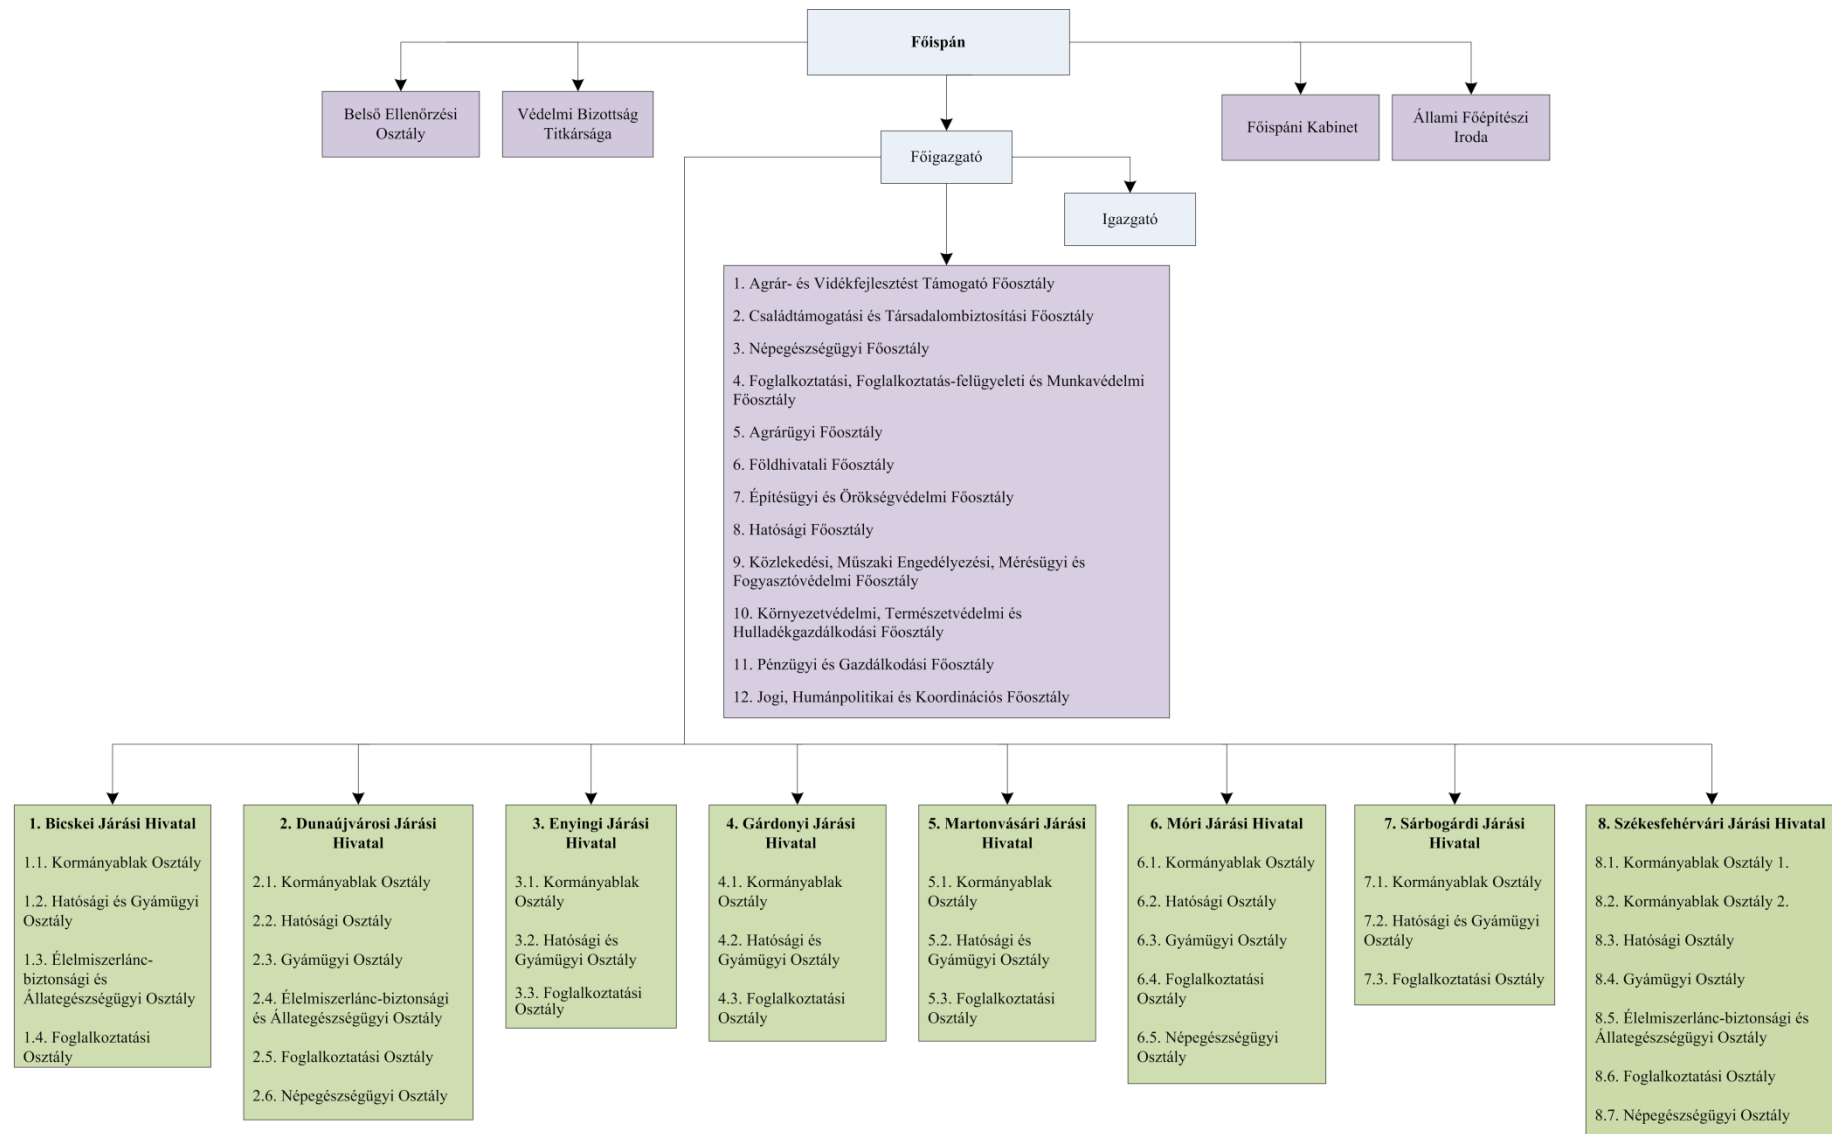 Főispán
Belső Ellenőrzési
Osztály
Védelmi Bizottság
Titkársága
Főispáni Kabinet
Állami Főépítészi
Iroda
Főigazgató
Igazgató
1. Agrár- és Vidékfejlesztést Támogató Főosztály
2. Családtámogatási és Társadalombiztosítási Főosztály
3. Népegészségügyi Főosztály
4. Foglalkoztatási, Foglalkoztatás-felügyeleti és Munkavédelmi
Főosztály
5. Agrárügyi Főosztály
6. Földhivatali Főosztály
7. Építésügyi és Örökségvédelmi Főosztály
8. Hatósági Főosztály
9. Közlekedési, Műszaki Engedélyezési, Mérésügyi és
Fogyasztóvédelmi Főosztály
10. Környezetvédelmi, Természetvédelmi és
Hulladékgazdálkodási Főosztály
11. Pénzügyi és Gazdálkodási Főosztály
12. Jogi, Humánpolitikai és Koordinációs Főosztály
1. Bicskei Járási Hivatal
1.1. Kormányablak Osztály
1.2. Hatósági és Gyámügyi
Osztály
1.3. Élelmiszerlánc-
biztonsági és
Állategészségügyi Osztály
1.4. Foglalkoztatási
Osztály
2. Dunaújvárosi Járási
Hivatal
2.1. Kormányablak Osztály
2.2. Hatósági Osztály
2.3. Gyámügyi Osztály
2.4. Élelmiszerlánc-biztonsági
és Állategészségügyi Osztály
2.5. Foglalkoztatási Osztály
2.6. Népegészségügyi Osztály
3. Enyingi Járási
Hivatal
3.1. Kormányablak
Osztály
3.2. Hatósági és
Gyámügyi Osztály
3.3. Foglalkoztatási
Osztály
4. Gárdonyi Járási
Hivatal
4.1. Kormányablak
Osztály
4.2. Hatósági és
Gyámügyi Osztály
4.3. Foglalkoztatási
Osztály
5. Martonvásári Járási
Hivatal
5.1. Kormányablak
Osztály
5.2. Hatósági és
Gyámügyi Osztály
5.3. Foglalkoztatási
Osztály
6. Móri Járási Hivatal
6.1. Kormányablak Osztály
6.2. Hatósági Osztály
6.3. Gyámügyi Osztály
6.4. Foglalkoztatási
Osztály
6.5. Népegészségügyi
Osztály
7. Sárbogárdi Járási
Hivatal
7.1. Kormányablak Osztály
7.2. Hatósági és Gyámügyi
Osztály
7.3. Foglalkoztatási Osztály
8. Székesfehérvári Járási Hivatal
8.1. Kormányablak Osztály 1.
8.2. Kormányablak Osztály 2.
8.3. Hatósági Osztály
8.4. Gyámügyi Osztály
8.5. Élelmiszerlánc-biztonsági és
Állategészségügyi Osztály
8.6. Foglalkoztatási Osztály
8.7. Népegészségügyi Osztály